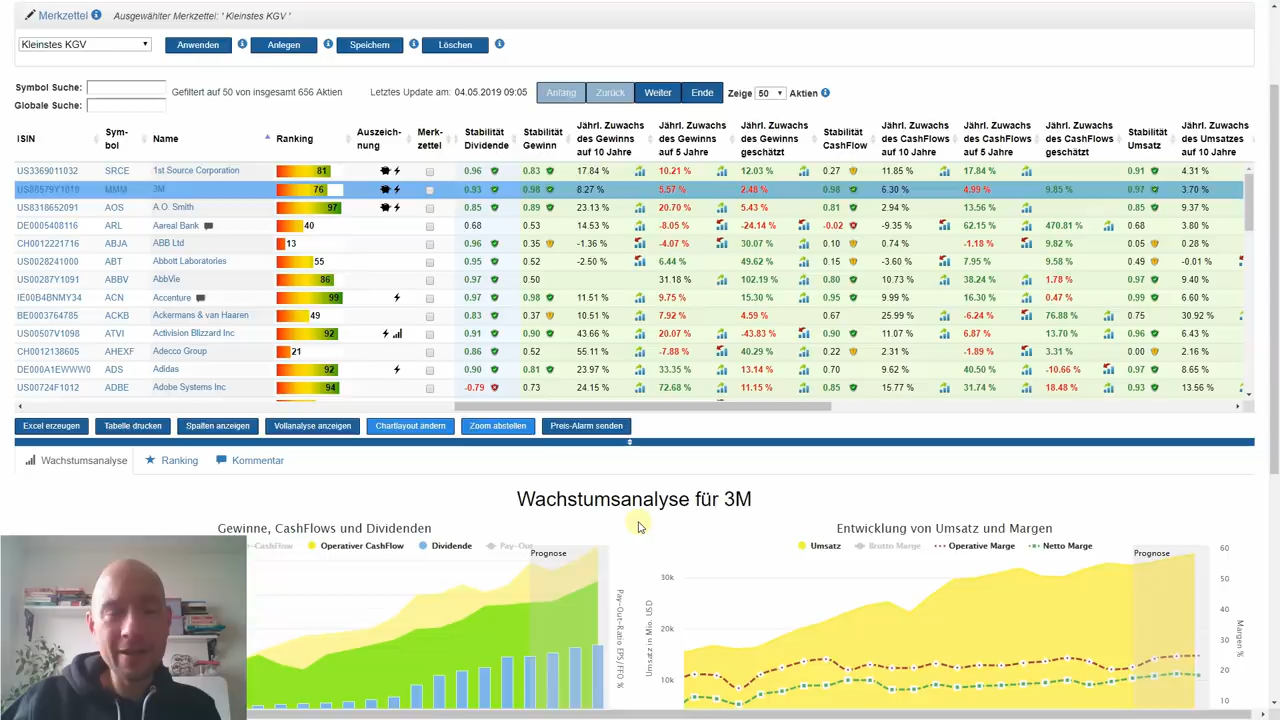 Merkzettel Ausgewählter Merkzettel: ' Kleinstes KGV '
Kleinstes KGV Anwenden Anlegen Speichern Löschen
Symbol Suche:
Globale Suche:
Gefiltert auf 50 von insgesamt 656 Aktien Letztes Update am: 04.05.2019 09:05 Anfang Zurück Weiter Ende Zeige 50 Aktien
ISIN Sym-bol Name Ranking Auszeich-nung Merk-zettel Stabilität Dividende Stabilität Gewinn Jährl. Zuwachs des Gewinns auf 10 Jahre Jährl. Zuwachs des Gewinns auf 5 Jahre Jährl. Zuwachs des Gewinns geschätzt Stabilität CashFlow Jährl. Zuwachs des CashFlows auf 10 Jahre Jährl. Zuwachs des CashFlows auf 5 Jahre Jährl. Zuwachs des CashFlows geschätzt Stabilität Umsatz Jährl. Zuwachs des Umsatzes auf 10 Jahre
US3369011032 SRCE 1st Source Corporation 81 0.96 0.83 17.84 % 10.21 % 12.03 % 0.27 11.85 % 17.84 % 0.91 4.31 %
US88579Y1010 MMM 3M 76 0.93 0.98 8.27 % 5.57 % 2.48 % 0.98 6.30 % 4.99 % 9.85 % 0.97 3.70 %
US8318652091 AOS A.O. Smith 97 0.85 0.89 23.13 % 20.70 % 5.43 % 0.81 2.94 % 13.56 % 0.85 9.37 %
DE0005408116 ARL Aareal Bank 40 0.68 0.53 14.53 % -8.05 % -24.14 % -0.02 -9.35 % 62.15 % 470.81 % 0.68 3.80 %
CH0012221716 ABJA ABB Ltd 13 0.96 0.35 -1.36 % -4.07 % 30.07 % 0.10 0.74 % -1.18 % 9.82 % 0.05 0.28 %
US0028241000 ABT Abbott Laboratories 55 0.95 0.52 -2.50 % 6.44 % 49.62 % 0.15 -3.60 % 7.95 % 9.58 % 0.49 -0.01 %
US00287Y1091 ABBV AbbVie 86 0.97 0.50 31.18 % 102.19 % 0.80 10.73 % 38.24 % 1.78 % 0.96 9.40 %
IE00B4BNMY34 ACN Accenture 99 0.97 0.98 11.51 % 9.75 % 15.30 % 0.95 9.99 % 16.30 % 0.47 % 0.99 6.60 %
BE0003764785 ACKB Ackermans & van Haaren 49 0.83 0.37 10.51 % 7.92 % 4.59 % 0.67 25.99 % -6.24 % 76.88 % 0.75 30.92 %
US00507V1098 ATVI Activision Blizzard Inc 92 0.91 0.90 43.66 % 20.07 % -43.83 % 0.90 11.07 % 6.87 % 13.70 % 0.96 6.43 %
CH0012138605 AHEXF Adecco Group 21 0.86 0.52 55.11 % -7.88 % 40.29 % 0.22 2.31 % -1.89 % 3.31 % 0.00 2.16 %
DE000A1EWWW0 ADS Adidas 92 0.90 0.81 23.97 % 33.35 % 13.14 % 0.70 9.62 % 40.50 % -10.66 % 0.97 8.65 %
US00724F1012 ADBE Adobe Systems Inc 94 -0.79 0.73 24.15 % 72.68 % 11.15 % 0.85 15.77 % 31.74 % 18.48 % 0.93 13.56 %
Excel erzeugen Tabelle drucken Spalten anzeigen Vollanalyse anzeigen Chartlayout ändern Zoom abstellen Preis-Alarm senden
Wachstumsanalyse Ranking Kommentar
Wachstumsanalyse für 3M
Gewinne, CashFlows und Dividenden Entwicklung von Umsatz und Margen
CashFlow Operativer CashFlow Dividende Pay-Out Umsatz Brutto Marge Operative Marge Netto Marge
Prognose Prognose
Pay-Out-Ratio EPS/FFO %
Umsatz in Mio. USD
30k
20k
10k
60
50
40
30
20
10
Margen %